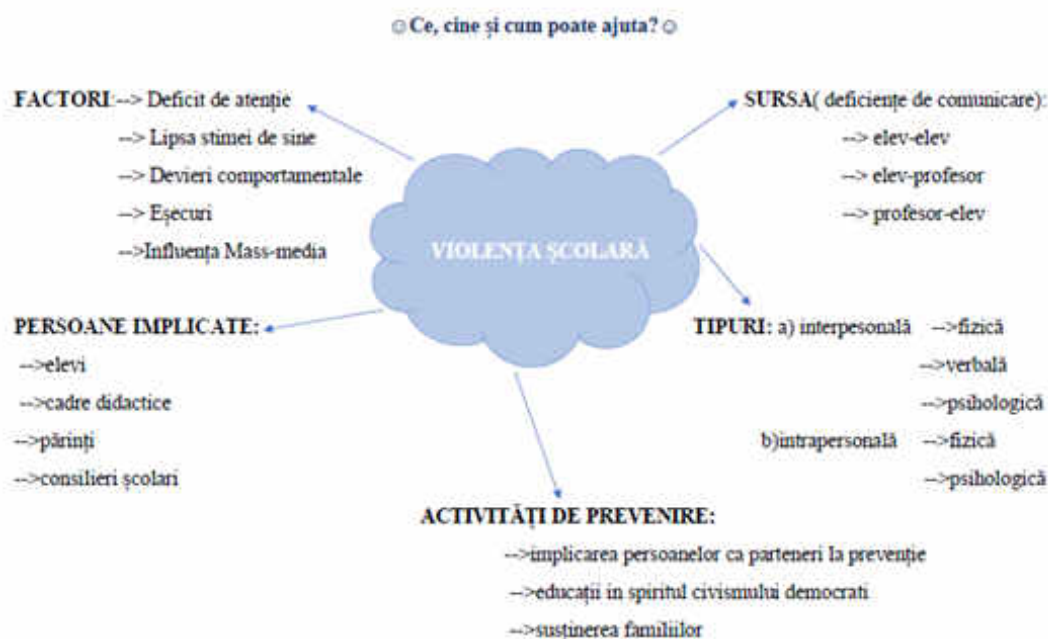 ☺Ce, cine și cum poate ajuta?☺
FACTORI:--> Deficit de atenție
--> Lipsa stimei de sine
--> Devieri comportamentale
--> Eșecuri
-->Influența Mass-media
SURSA( deficiențe de comunicare):
--> elev-elev
--> elev-profesor
--> profesor-elev
VIOLENȚA ȘCOLARĂ
PERSOANE IMPLICATE:
-->elevi
-->cadre didactice
-->părinți
-->consilieri școlari
TIPURI: a) interpesonală -->fizică
-->verbală
-->psihologică
b)intrapersonală -->fizică
-->psihologică
ACTIVITĂȚI DE PREVENIRE:
-->implicarea persoanelor ca parteneri la prevenție
-->educații in spiritul civismului democrati
-->susținerea familiilor